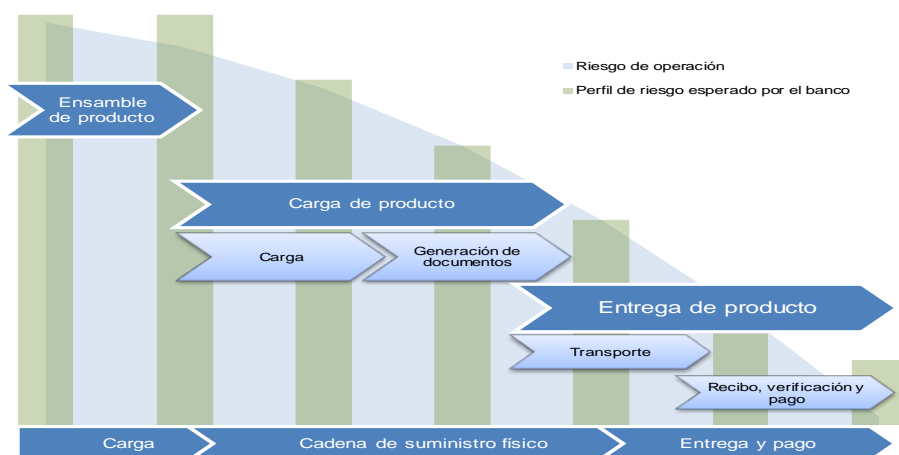 Riesgo de operación
Perfil de riesgo esperado por el banco
Ensamble
de producto
Carga de producto
Carga
Generación de
documentos
Entrega de producto
Transporte
Recibo, verificación y
pago
Carga
Cadena de suministro físico
Entrega y pago